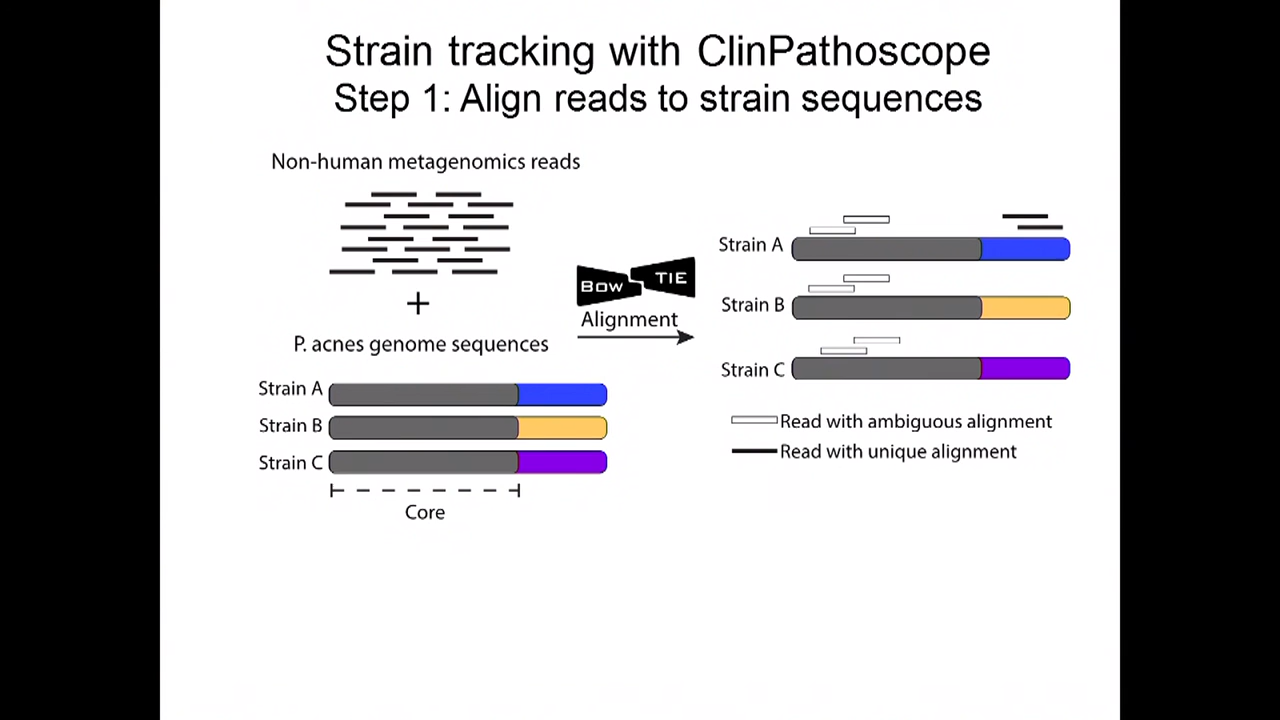 Strain tracking with ClinPathoscope
Step 1: Align reads to strain sequences
Non-human metagenomics reads
+
P. acnes genome sequences
Strain A
Strain B
Strain C
Core
Bow TIE
Alignment
Strain A
Strain B
Strain C
Read with ambiguous alignment
Read with unique alignment